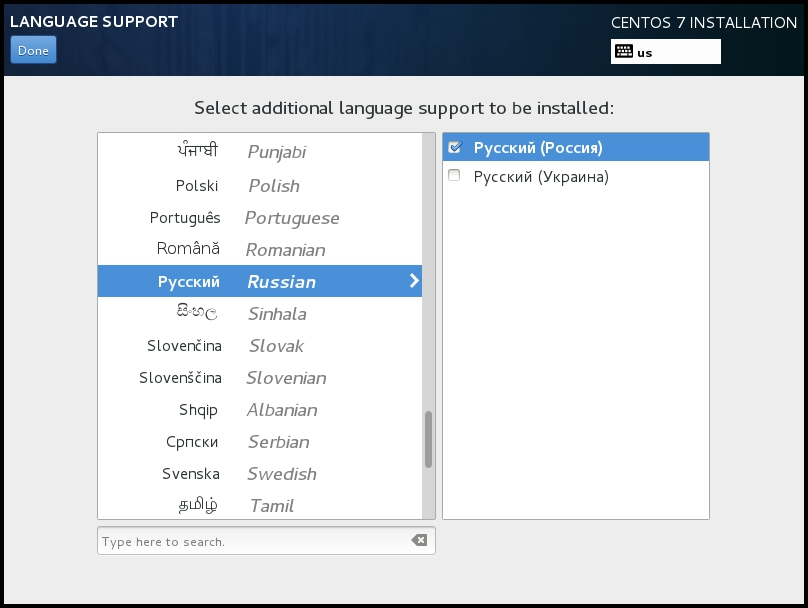 LANGUAGE SUPPORT
CENTOS 7 INSTALLATION
Done
us
Select additional language support to be installed:
ਪੰਜਾਬੀ Punjabi
Polski Polish
Português Portuguese
Română Romanian
Русский Russian
සිංහල Sinhala
Slovenčina Slovak
Slovenščina Slovenian
Shqip Albanian
Српски Serbian
Svenska Swedish
தமிழ் Tamil
Русский (Россия)
Русский (Украина)
Type here to search.